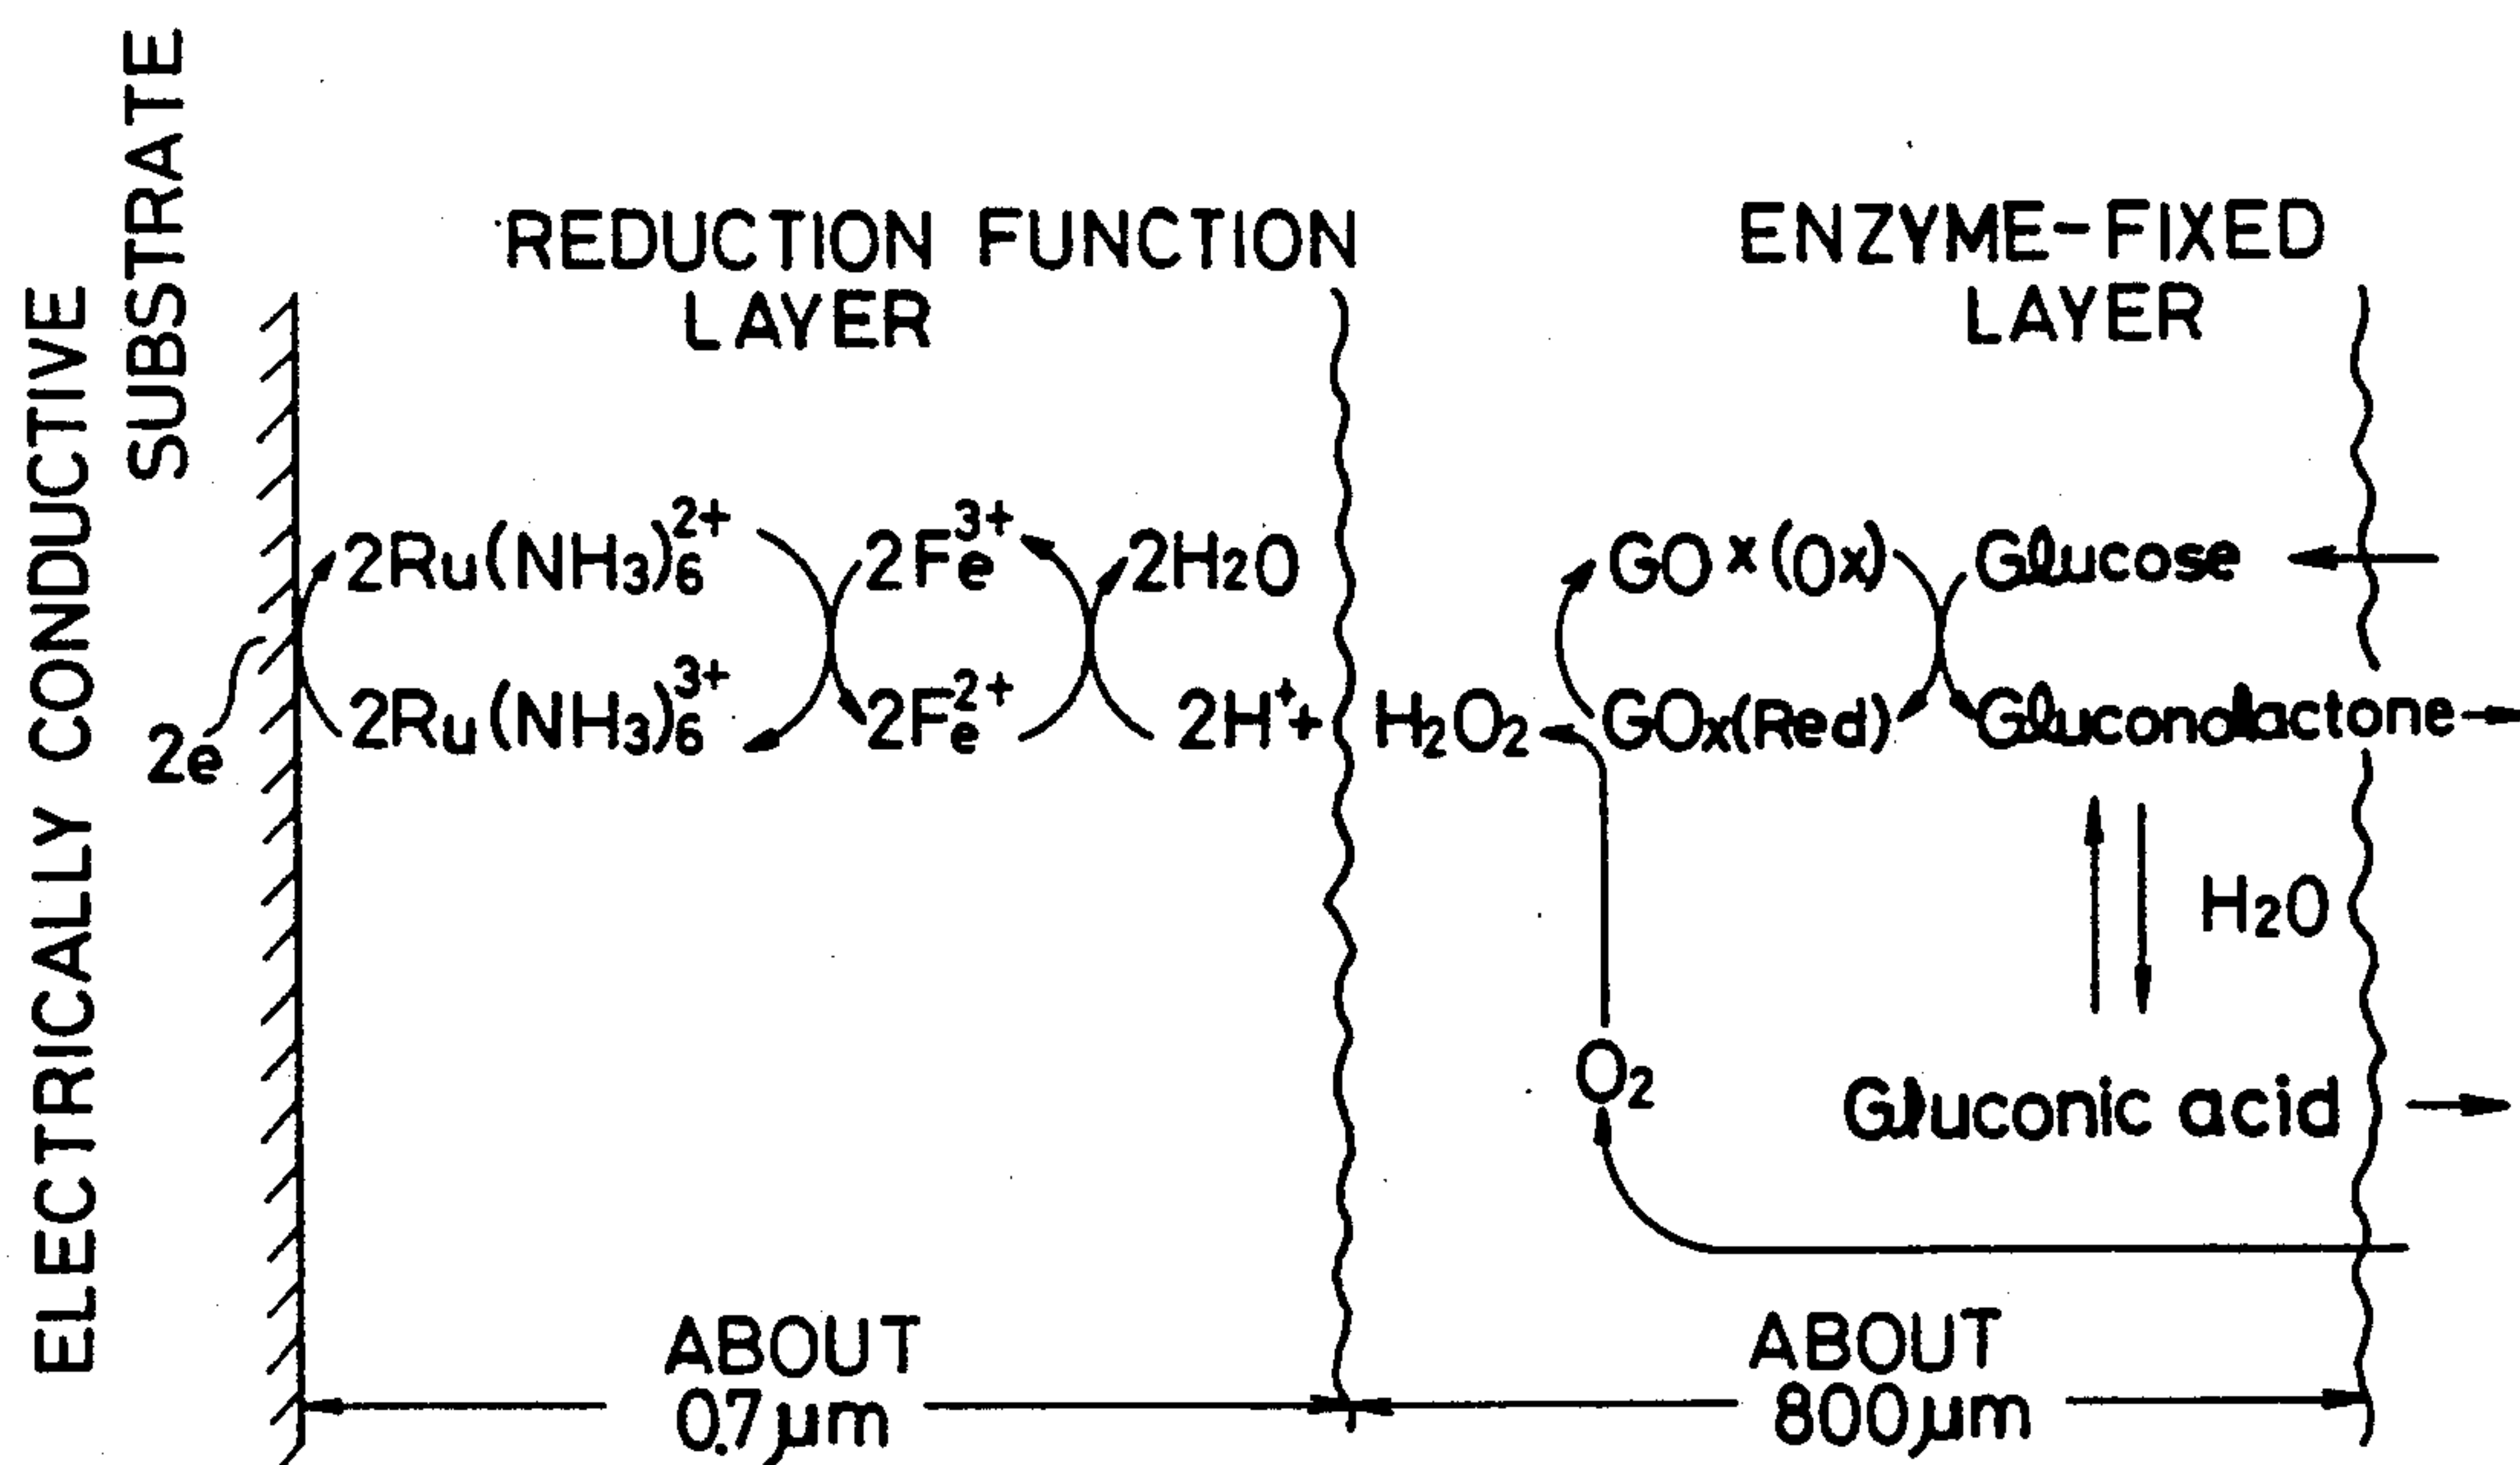 ELECTRICALLY CONDUCTIVE
SUBSTRATE
REDUCTION FUNCTION
LAYER
ENZYME-FIXED
LAYER
2Ru(NH3)6 2+ 2Fe 3+ 2H2O GOx(Ox) Glucose
2e 2Ru(NH3)6 3+ 2Fe 2+ 2H+ + H2O2 GOx(Red) Gluconolactone
H2O
O2
Gluconic acid
ABOUT
0.7µm
ABOUT
800µm